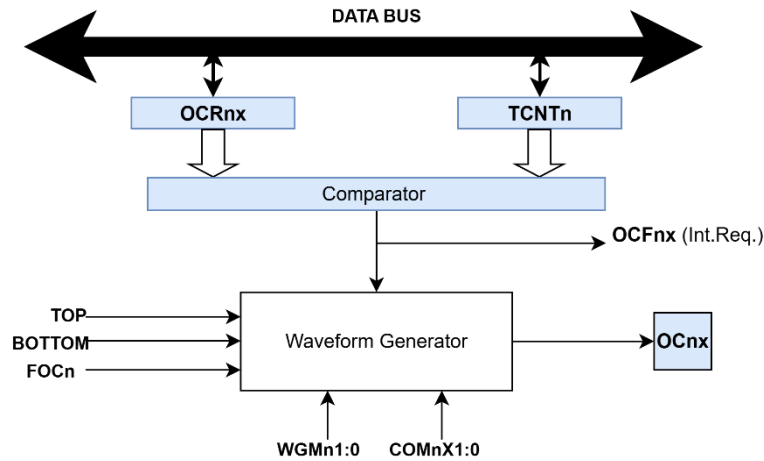 DATA BUS
OCRnx
TCNTn
Comparator
OCFnx (Int.Req.)
TOP
BOTTOM
FOCn
Waveform Generator
OCnx
WGMn1:0
COMnX1:0